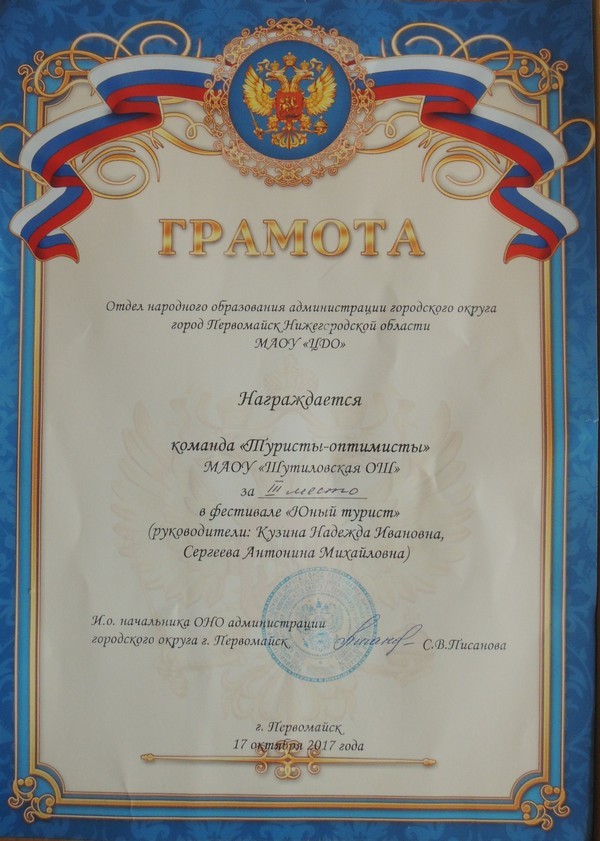 ГРАМОТА
Отдел народного образования администрации городского округа
город Первомайск Нижегородской области
МАОУ «ЦДО»
Награждается
команда «Туристы-оптимисты»
МАОУ «Шутиловская ОШ»
за III место
в фестивале «Юный турист»
(руководители: Кузина Надежда Ивановна,
Сергеева Антонина Михайловна)
И.о. начальника ОНО администрации
городского округа г. Первомайск
С.В.Писанова
г. Первомайск
17 октября 2017 года